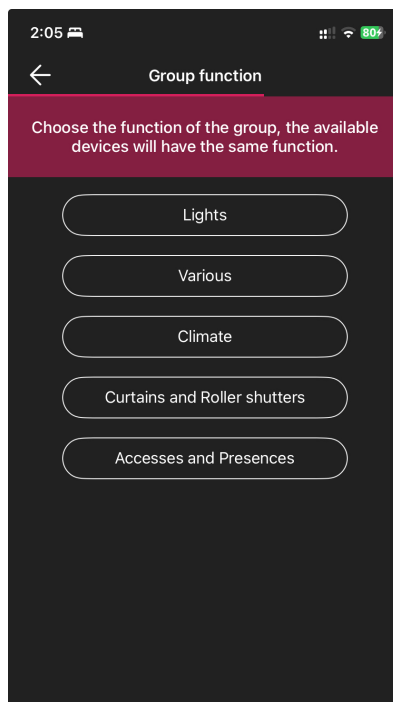 2:05
80
Group function
Choose the function of the group, the available
devices will have the same function.
Lights
Various
Climate
Curtains and Roller shutters
Accesses and Presences